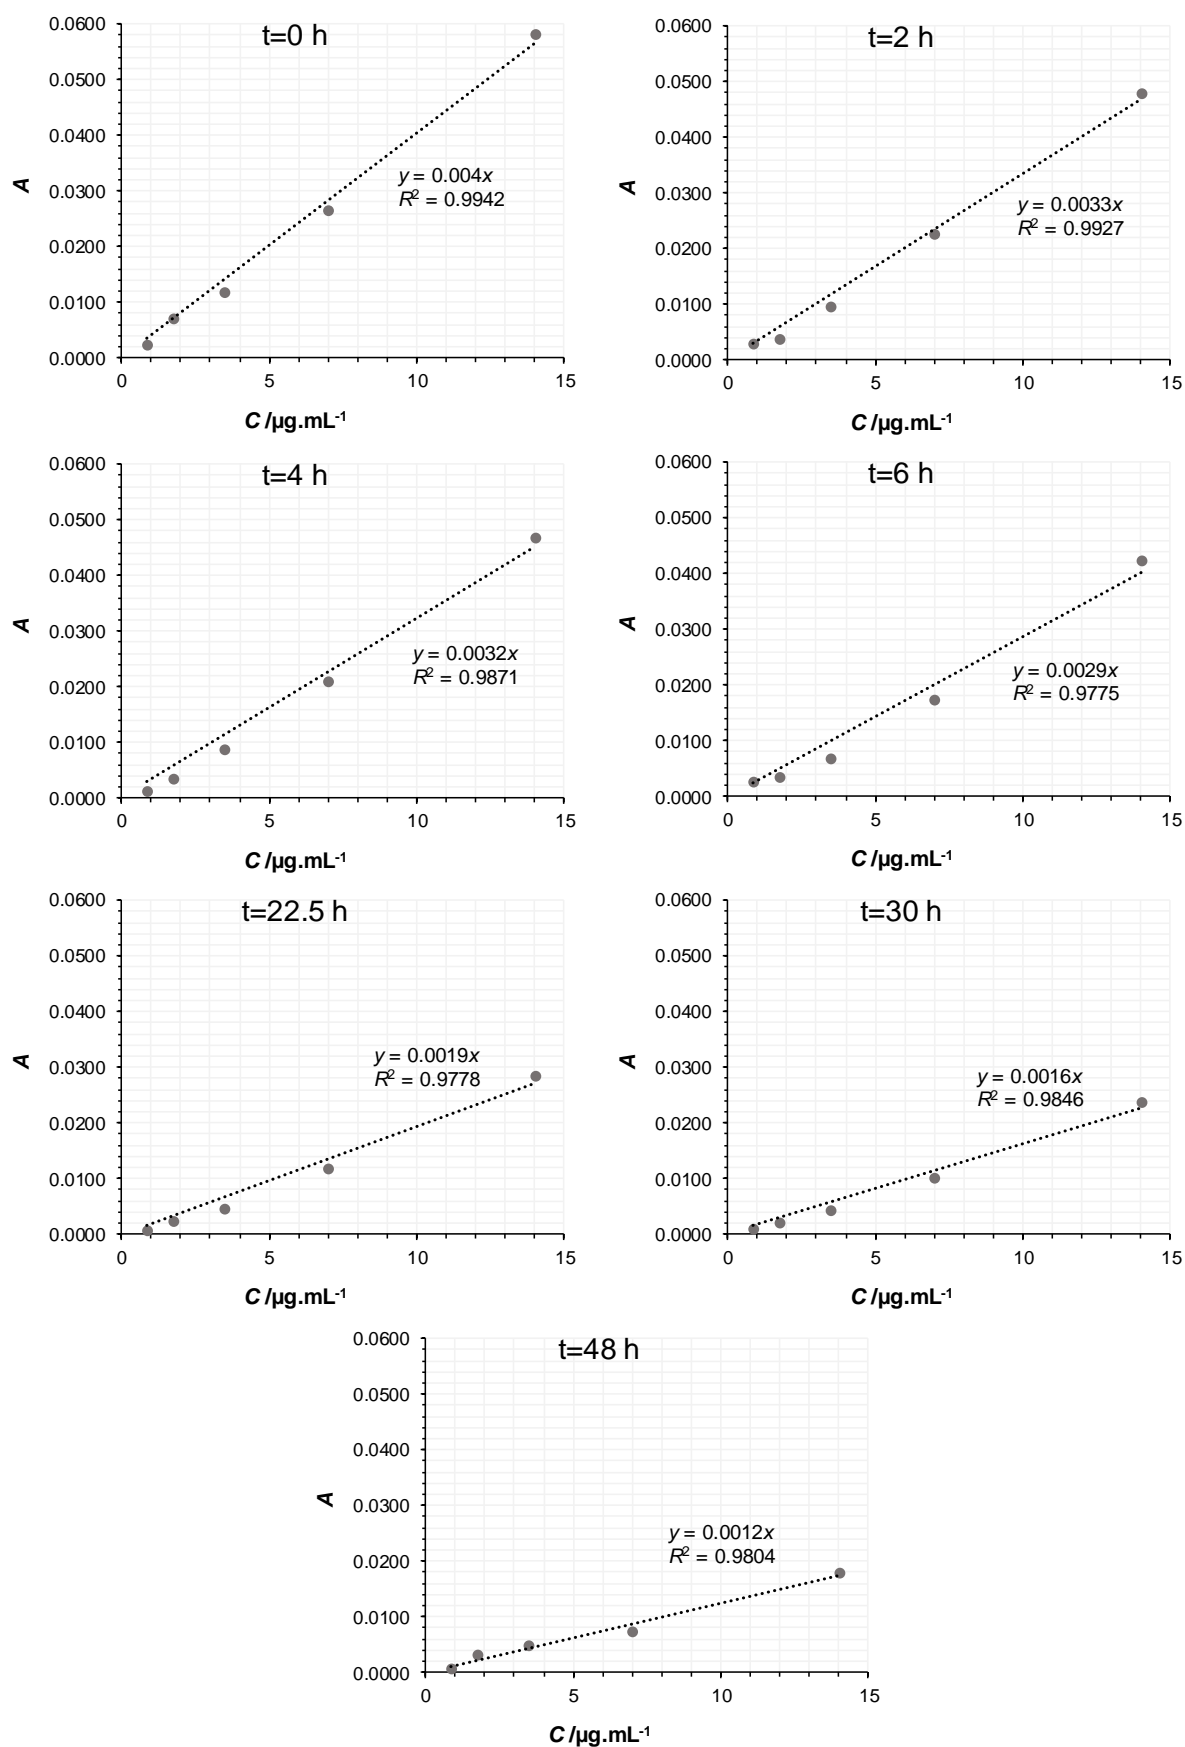 t=0 h
0.0600
0.0500
0.0400
0.0300
0.0200
0.0100
0.0000
A
y = 0.004x
R² = 0.9942
0 5 10 15
C /µg.mL⁻¹
t=2 h
0.0600
0.0500
0.0400
0.0300
0.0200
0.0100
0.0000
A
y = 0.0033x
R² = 0.9927
0 5 10 15
C /µg.mL⁻¹
t=4 h
0.0600
0.0500
0.0400
0.0300
0.0200
0.0100
0.0000
A
y = 0.0032x
R² = 0.9871
0 5 10 15
C /µg.mL⁻¹
t=6 h
0.0600
0.0500
0.0400
0.0300
0.0200
0.0100
0.0000
A
y = 0.0029x
R² = 0.9775
0 5 10 15
C /µg.mL⁻¹
t=22.5 h
0.0600
0.0500
0.0400
0.0300
0.0200
0.0100
0.0000
A
y = 0.0019x
R² = 0.9778
0 5 10 15
C /µg.mL⁻¹
t=30 h
0.0600
0.0500
0.0400
0.0300
0.0200
0.0100
0.0000
A
y = 0.0016x
R² = 0.9846
0 5 10 15
C /µg.mL⁻¹
t=48 h
0.0600
0.0500
0.0400
0.0300
0.0200
0.0100
0.0000
A
y = 0.0012x
R² = 0.9804
0 5 10 15
C /µg.mL⁻¹